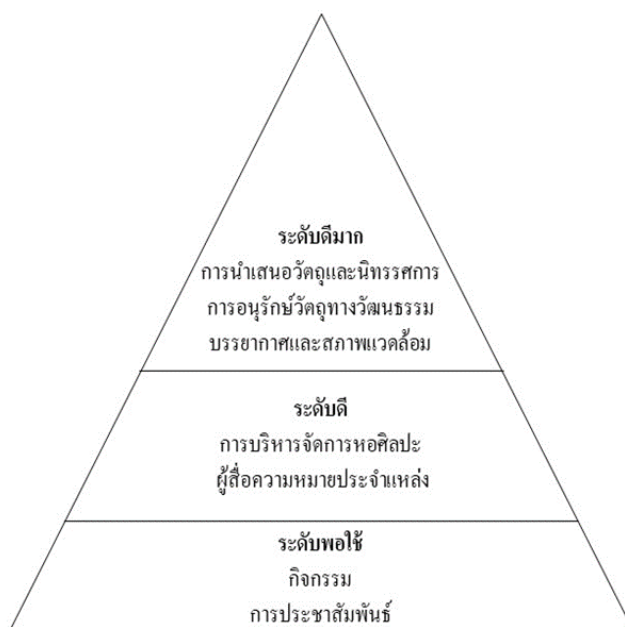 ระดับดีมาก
การนำเสนอวัตถุและนิทรรศการ
การอนุรักษ์วัตถุทางวัฒนธรรม
บรรยากาศและสภาพแวดล้อม
ระดับดี
การบริหารจัดการหอศิลปะ
ผู้สื่อความหมายประจำแหล่ง
ระดับพอใช้
กิจกรรม
การประชาสัมพันธ์